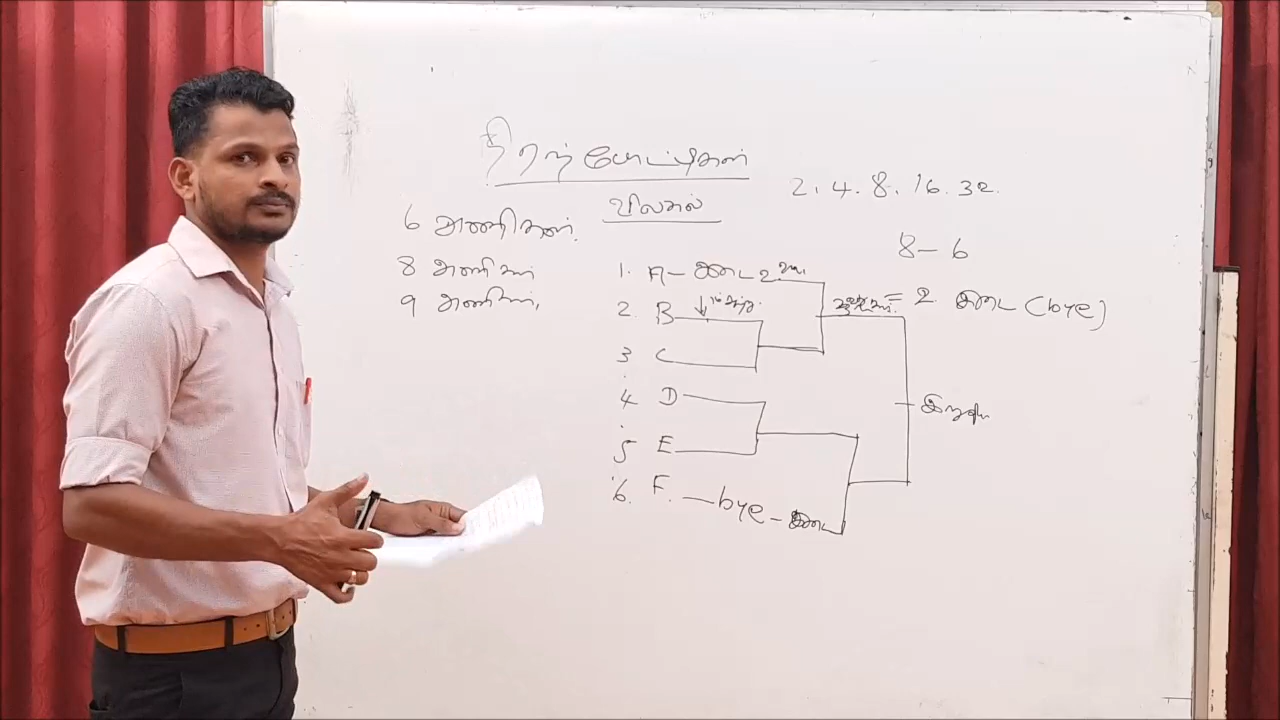 நிரந் போட்டிகள்
விலகல்
2. 4. 8. 16. 32.
6 அணிகள்.
8 அணிகள்
9 அணிகள்.
8 – 6
= 2 இடை (bye)
1. A – இடை
2. B
3 C
4 D
5 E
6. F. – bye – இடை
இறுதி